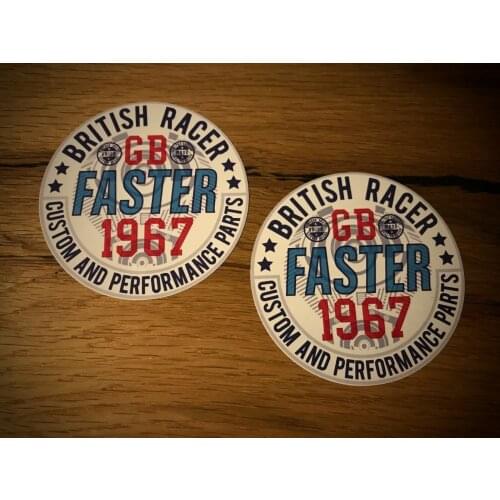 BRITISH RACER
GB
FASTER
1967
CUSTOM AND PERFORMANCE PARTS
BRITISH RACER
GB
FASTER
1967
CUSTOM AND PERFORMANCE PARTS